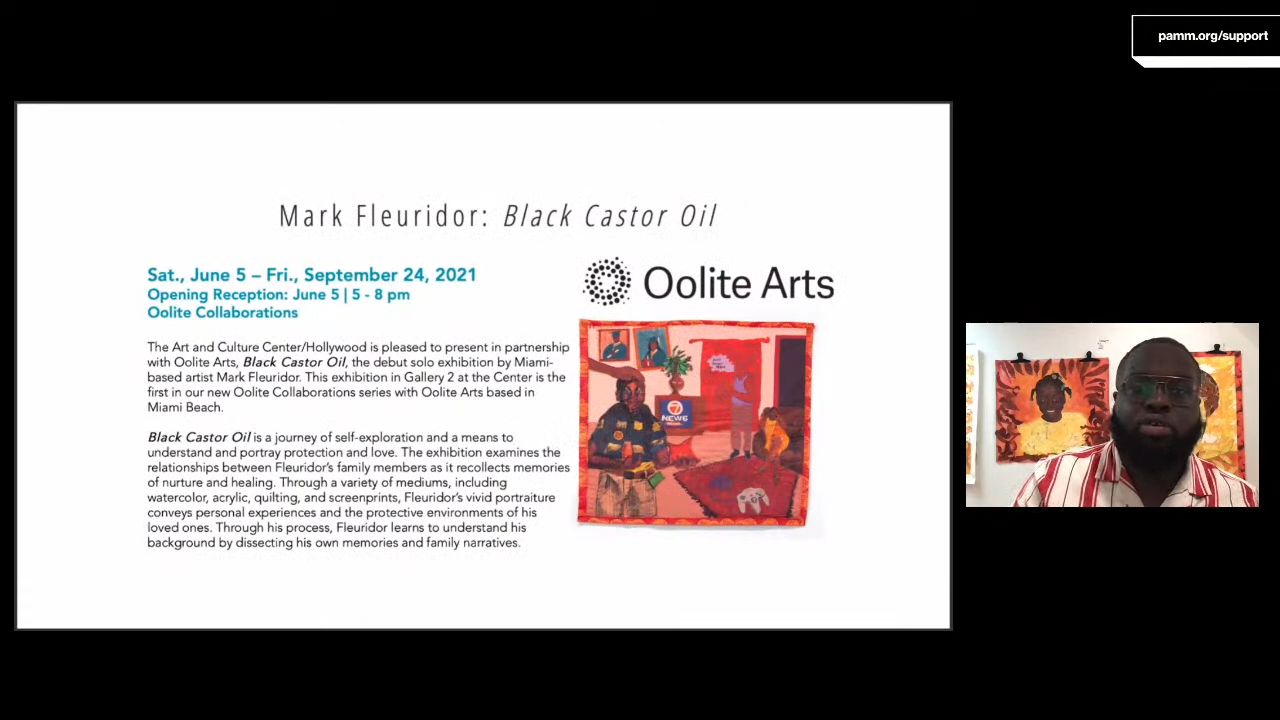 pamm.org/support
Mark Fleuridor: Black Castor Oil
Sat., June 5 – Fri., September 24, 2021
Opening Reception: June 5 | 5 - 8 pm
Oolite Collaborations
The Art and Culture Center/Hollywood is pleased to present in partnership
with Oolite Arts, Black Castor Oil, the debut solo exhibition by Miami-
based artist Mark Fleuridor. This exhibition in Gallery 2 at the Center is the
first in our new Oolite Collaborations series with Oolite Arts based in
Miami Beach.
Black Castor Oil is a journey of self-exploration and a means to
understand and portray protection and love. The exhibition examines the
relationships between Fleuridor's family members as it recollects memories
of nurture and healing. Through a variety of mediums, including
watercolor, acrylic, quilting, and screenprints, Fleuridor's vivid portraiture
conveys personal experiences and the protective environments of his
loved ones. Through his process, Fleuridor learns to understand his
background by dissecting his own memories and family narratives.
Oolite Arts
7
NEWS